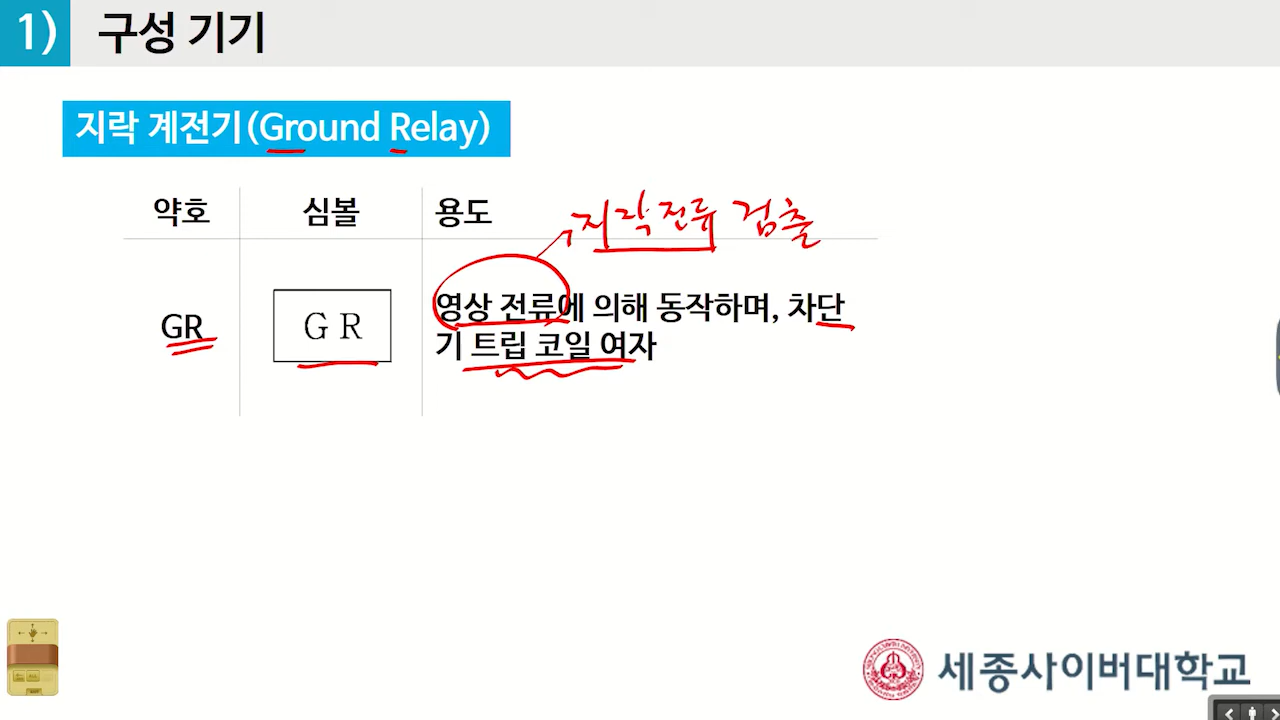 1) 구성 기기
지락 계전기(Ground Relay)
약호 심볼 용도
지락전류 검출
GR
G R
영상 전류에 의해 동작하며, 차단
기 트립 코일 여자
세종사이버대학교